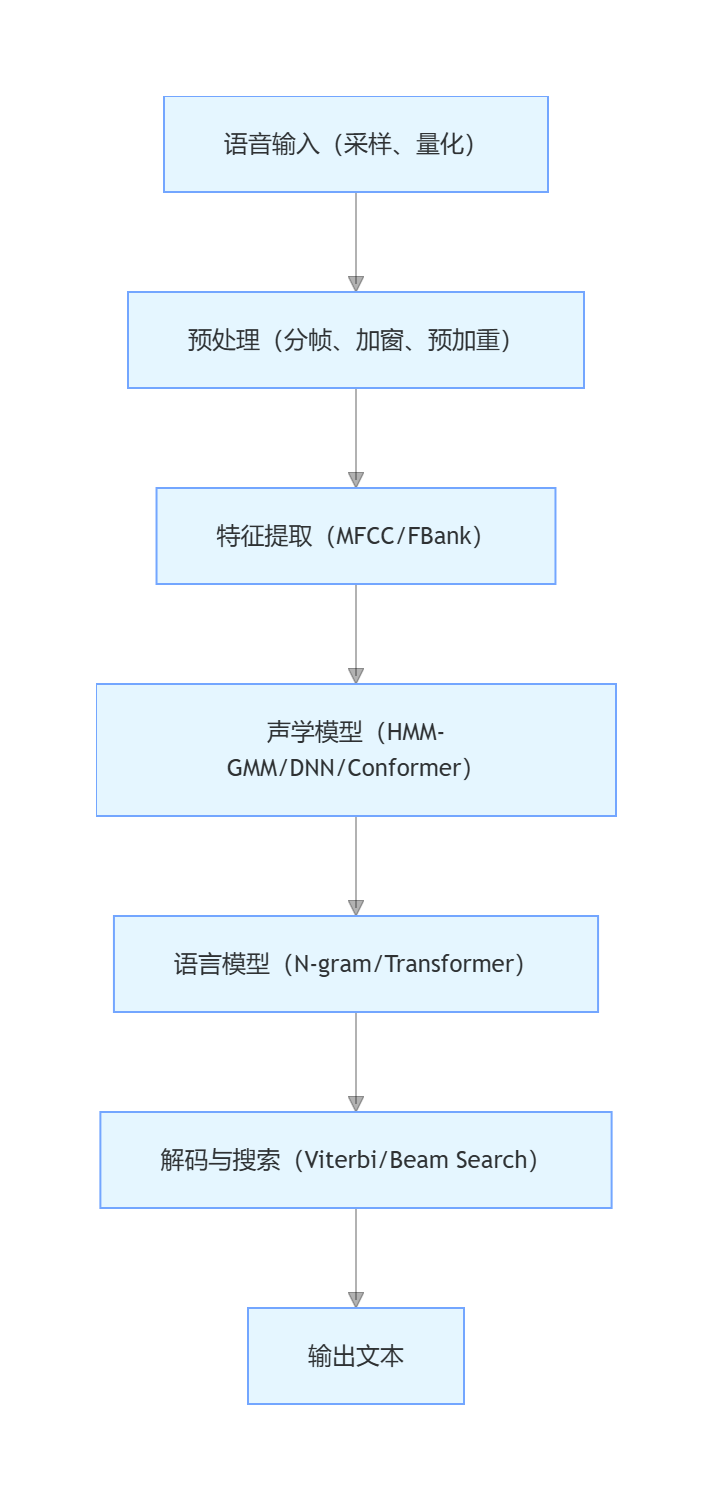 语音输入（采样、量化）
预处理（分帧、加窗、预加重）
特征提取（MFCC/FBank）
声学模型（HMM-
GMM/DNN/Conformer）
语言模型（N-gram/Transformer）
解码与搜索（Viterbi/Beam Search）
输出文本